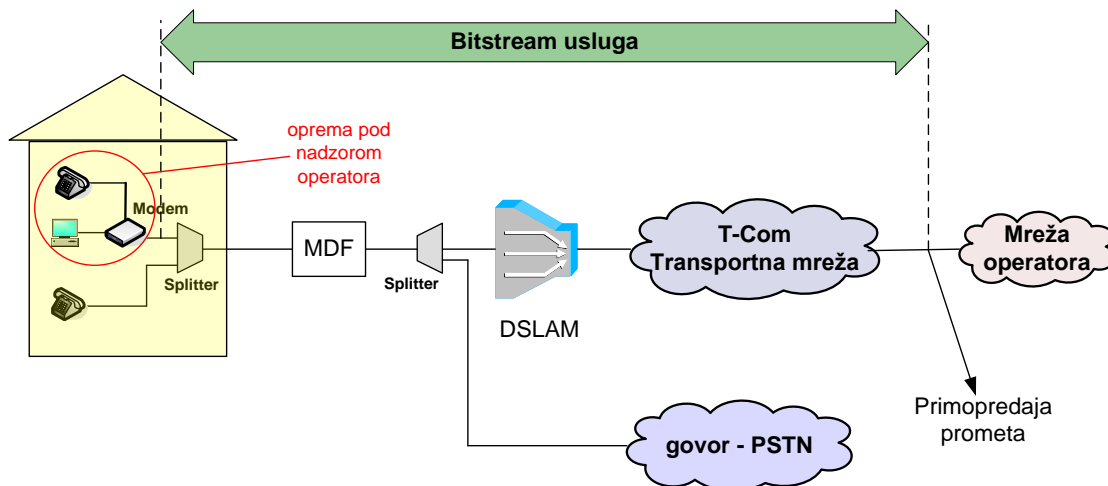 Bitstream usluga
oprema pod
nadzorom
operatora
Modem
Splitter
MDF
Splitter
DSLAM
T-Com
Transportna mreža
Mreža
operatora
Primopredaja
prometa
govor - PSTN